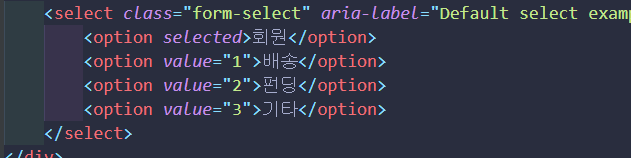 <select class="form-select" aria-label="Default select examp
<option selected>회원</option>
<option value="1">배송</option>
<option value="2">펀딩</option>
<option value="3">기타</option>
</select>
</div>